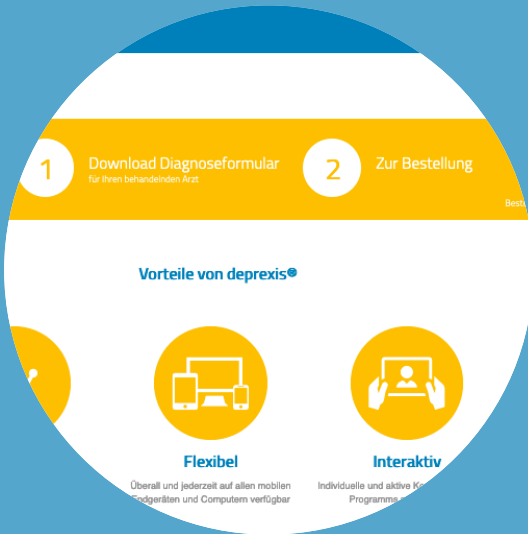 1
Download Diagnoseformular
für Ihren behandelnden Arzt
2
Zur Bestellung
Vorteile von deprexis®
Flexibel
Überall und jederzeit auf allen mobilen
Endgeräten und Computern verfügbar
Interaktiv
Individuelle und aktive
Programms